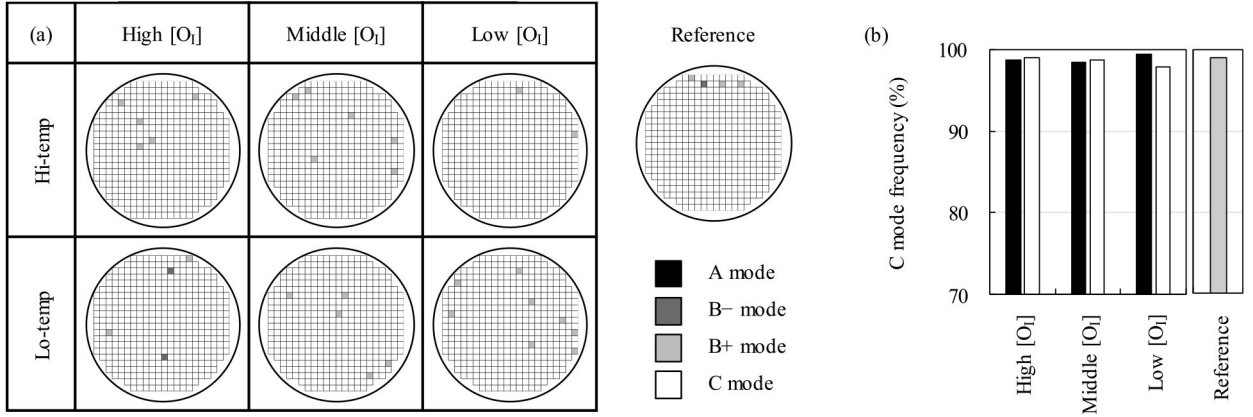 (a) High [O_I] Middle [O_I] Low [O_I]
Hi-temp
Lo-temp
Reference
A mode
B− mode
B+ mode
C mode
(b)
C mode frequency (%)
100
90
80
70
High [O_I]
Middle [O_I]
Low [O_I]
Reference